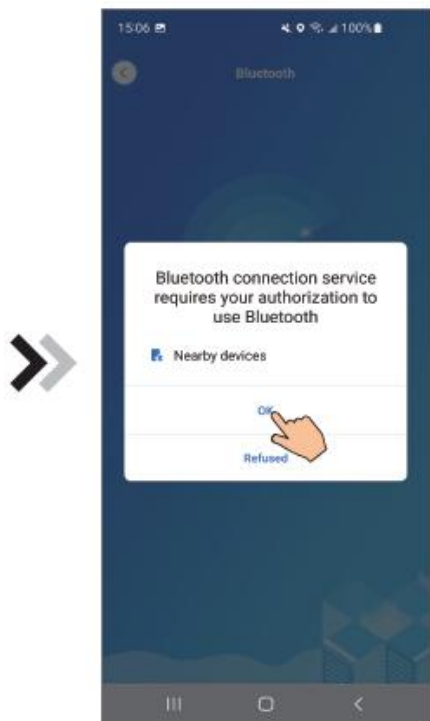 15:06 100%
Bluetooth
Bluetooth connection service
requires your authorization to
use Bluetooth
Nearby devices
OK
Refused